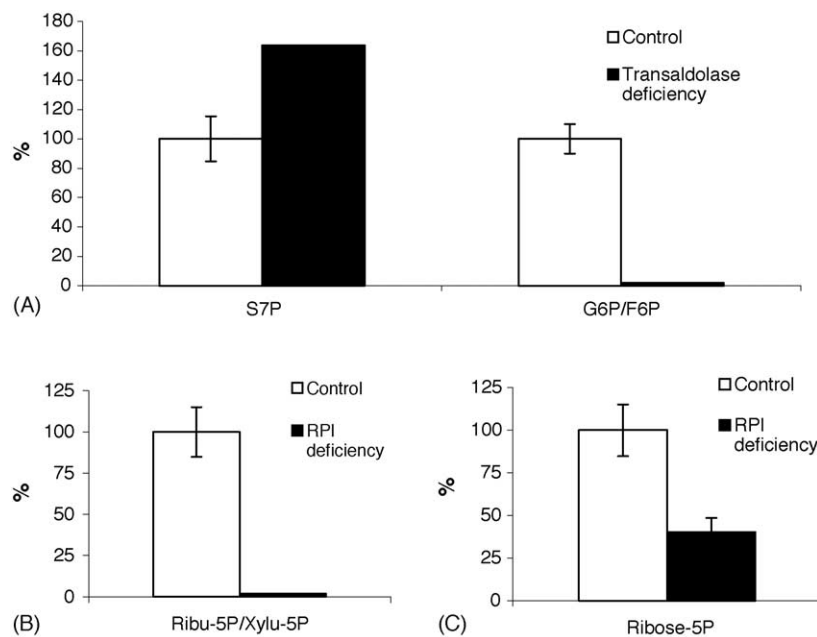 180
160
140
120
100
80
60
40
20
0
%
Control
Transaldolase
deficiency
(A)
S7P
G6P/F6P
125
100
75
50
25
0
%
Control
RPI
deficiency
(B)
Ribu-5P/Xylu-5P
125
100
75
50
25
0
%
Control
RPI
deficiency
(C)
Ribose-5P